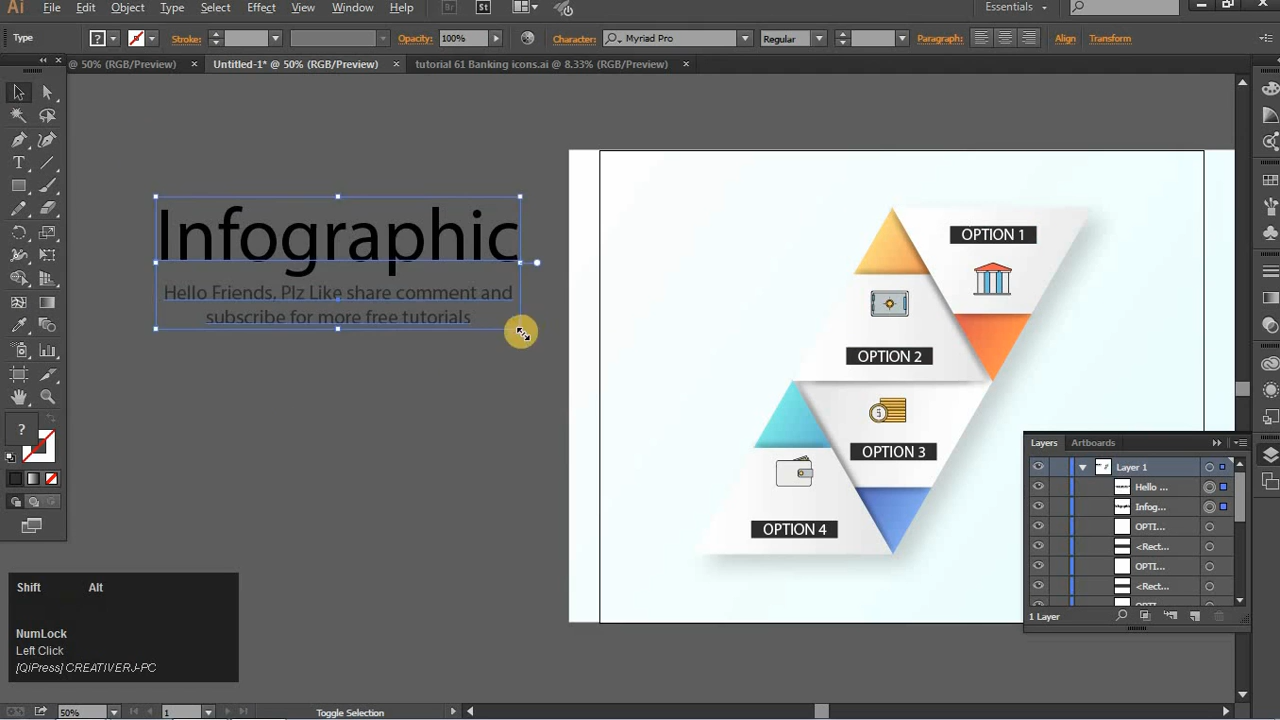 Ai File Edit Object Type Select Effect View Window Help Br St Essentials
Type ? Stroke: Opacity: 100% Character: Myriad Pro Regular Paragraph: Align Transform
@ 50% (RGB/Preview) × Untitled-1* @ 50% (RGB/Preview) × tutorial 61 Banking icons.ai @ 8.33% (RGB/Preview) ×
Infographic
Hello Friends, Plz Like share comment and
subscribe for more free tutorials
OPTION 1
OPTION 2
OPTION 3
OPTION 4
?
Layers Artboards
Layer 1
Hello ...
Infog...
OPTI...
<Rect...
OPTI...
<Rect...
1 Layer
Shift Alt
NumLock
Left Click
[QiPress] CREATIVERJ-PC
50% 1 Toggle Selection